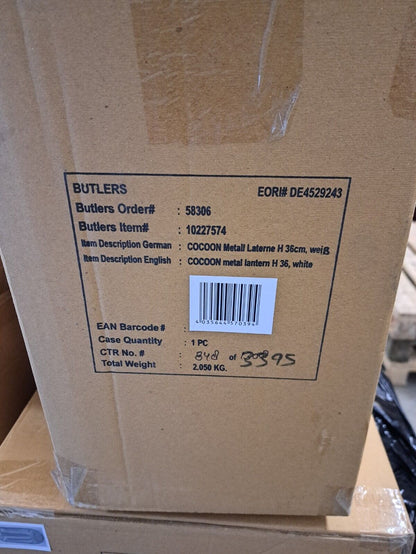 BUTLERS EORI# DE4529243
Butlers Order# : 58306
Butlers Item# : 10227574
Item Description German : COCOON Metall Laterne H 36cm, weiß
Item Description English : COCOON metal lantern H 36, white
4035644570394
EAN Barcode# :
Case Quantity : 1 PC
CTR No. # : 848 of 3395
Total Weight : 2.050 KG.